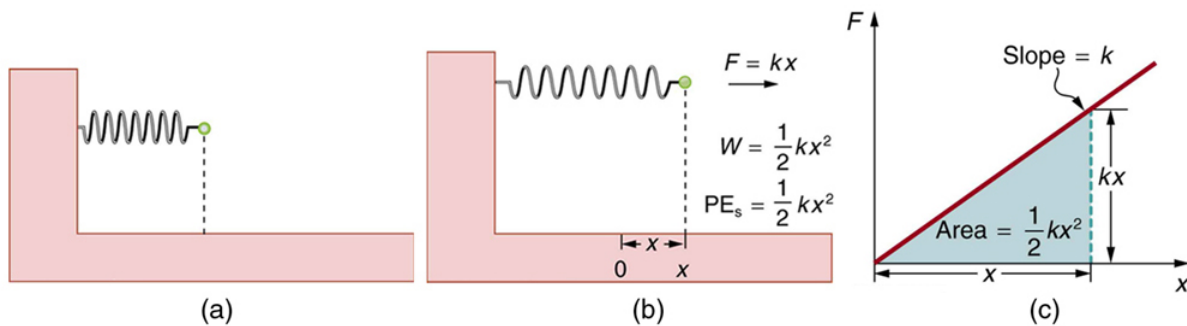 (a)
F = kx
W = 1/2 kx²
PEₛ = 1/2 kx²
x
0 x
(b)
F
Slope = k
kx
Area = 1/2 kx²
x
x
(c)